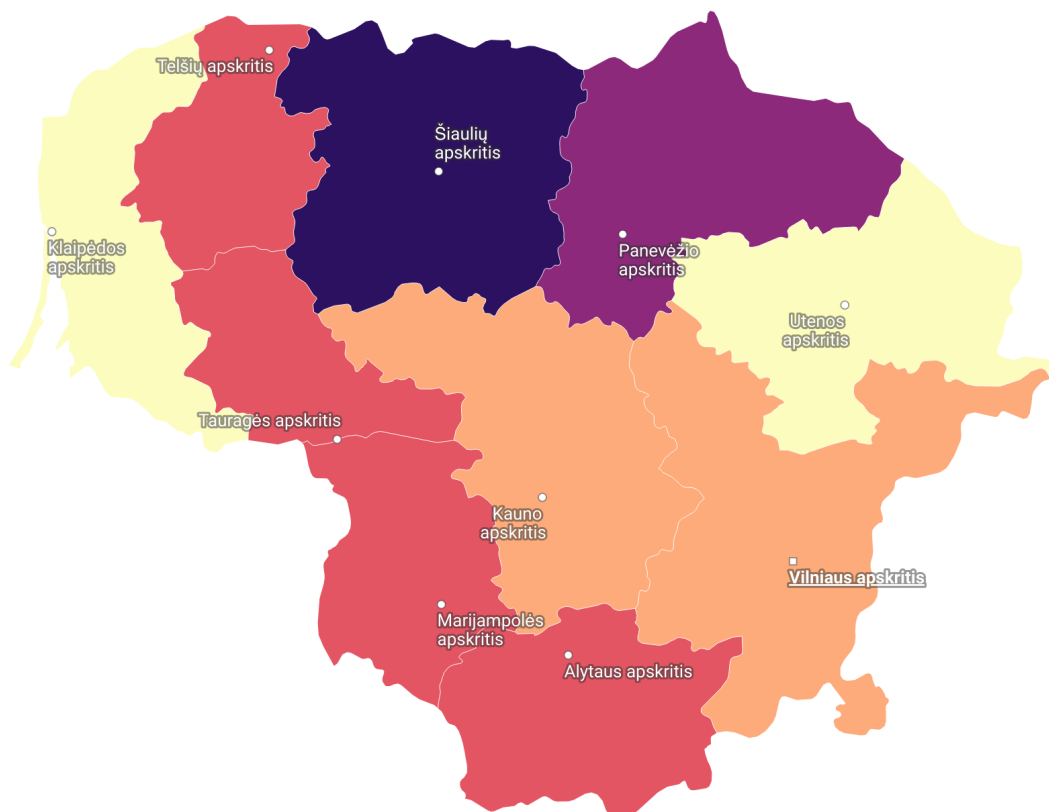 Telšių apskritis
Šiaulių
apskritis
Klaipėdos
apskritis
Panevėžio
apskritis
Utenos
apskritis
Tauragės apskritis
Kauno
apskritis
Vilniaus apskritis
Marijampolės
apskritis
Alytaus apskritis